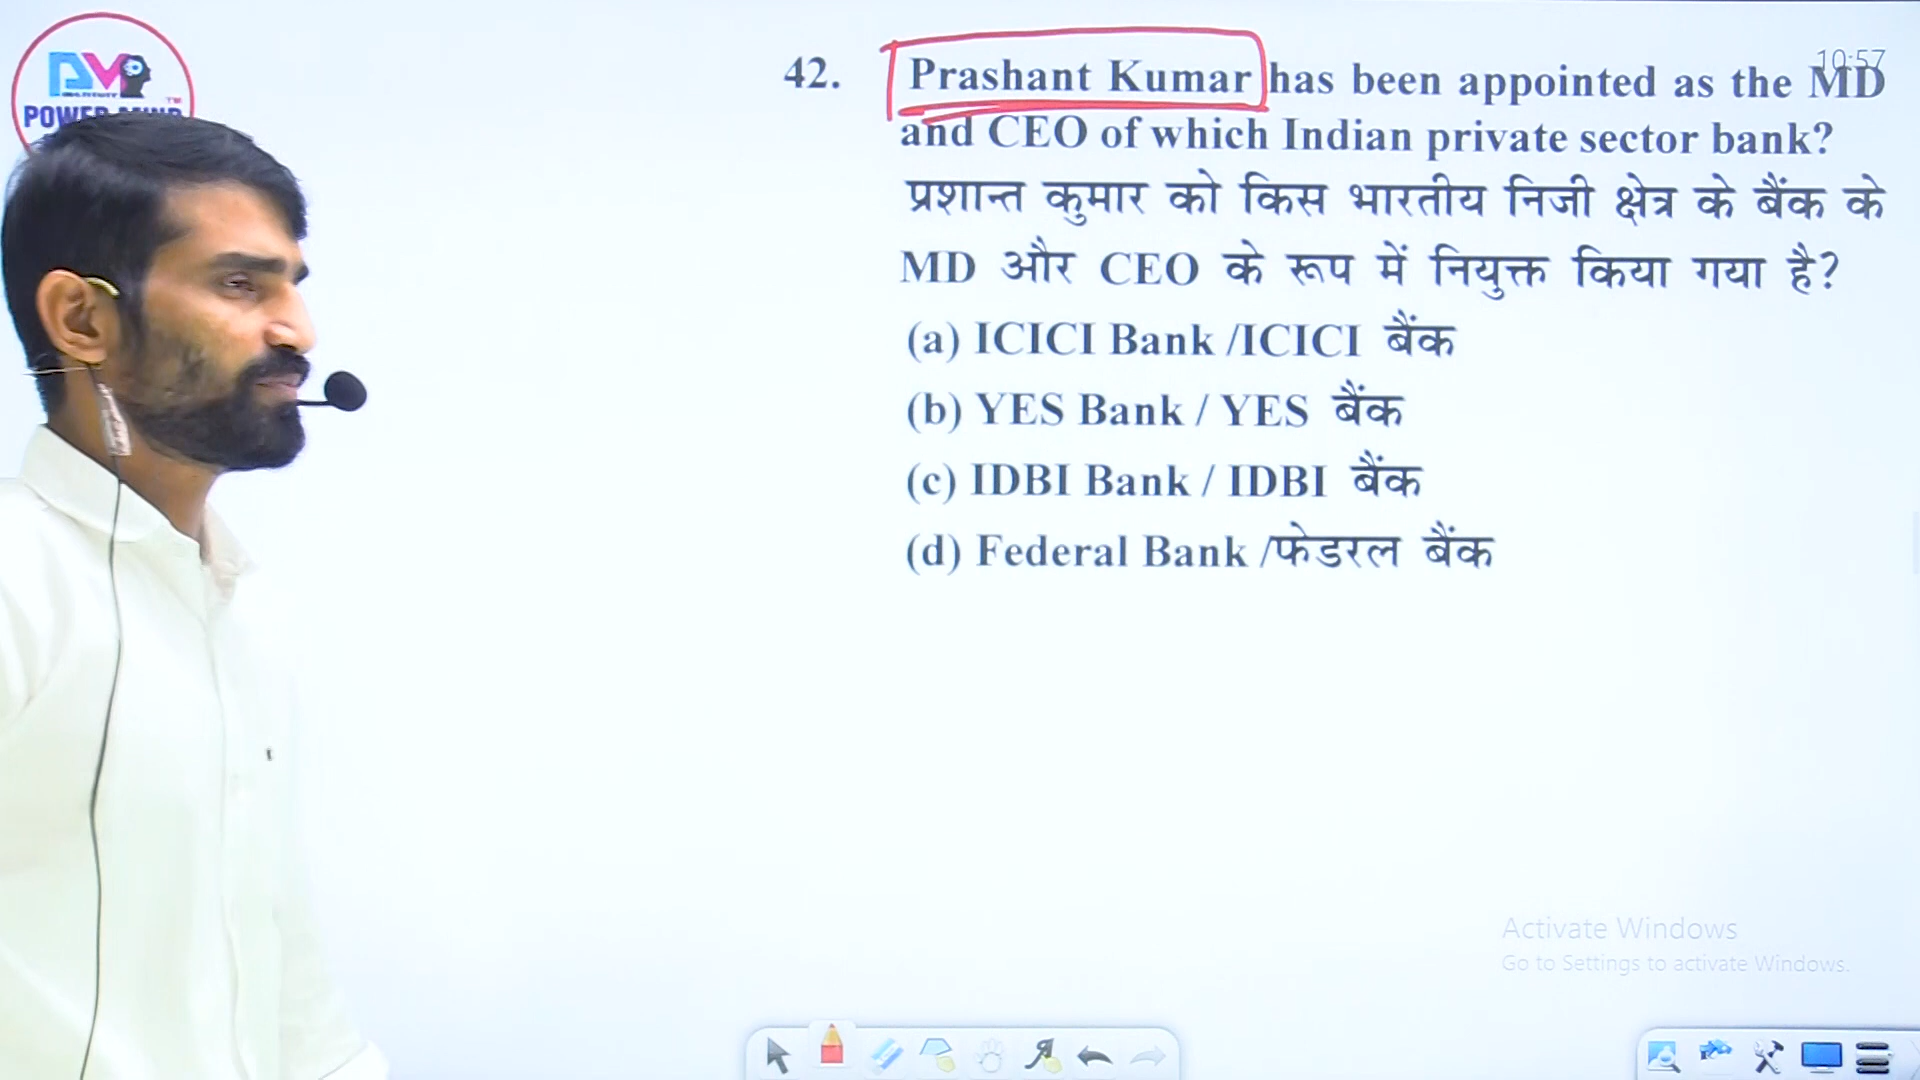 10:57
42. Prashant Kumar has been appointed as the MD
and CEO of which Indian private sector bank?
प्रशान्त कुमार को किस भारतीय निजी क्षेत्र के बैंक के
MD और CEO के रूप में नियुक्त किया गया है?
(a) ICICI Bank /ICICI बैंक
(b) YES Bank / YES बैंक
(c) IDBI Bank / IDBI बैंक
(d) Federal Bank /फेडरल बैंक
Activate Windows
Go to Settings to activate Windows.